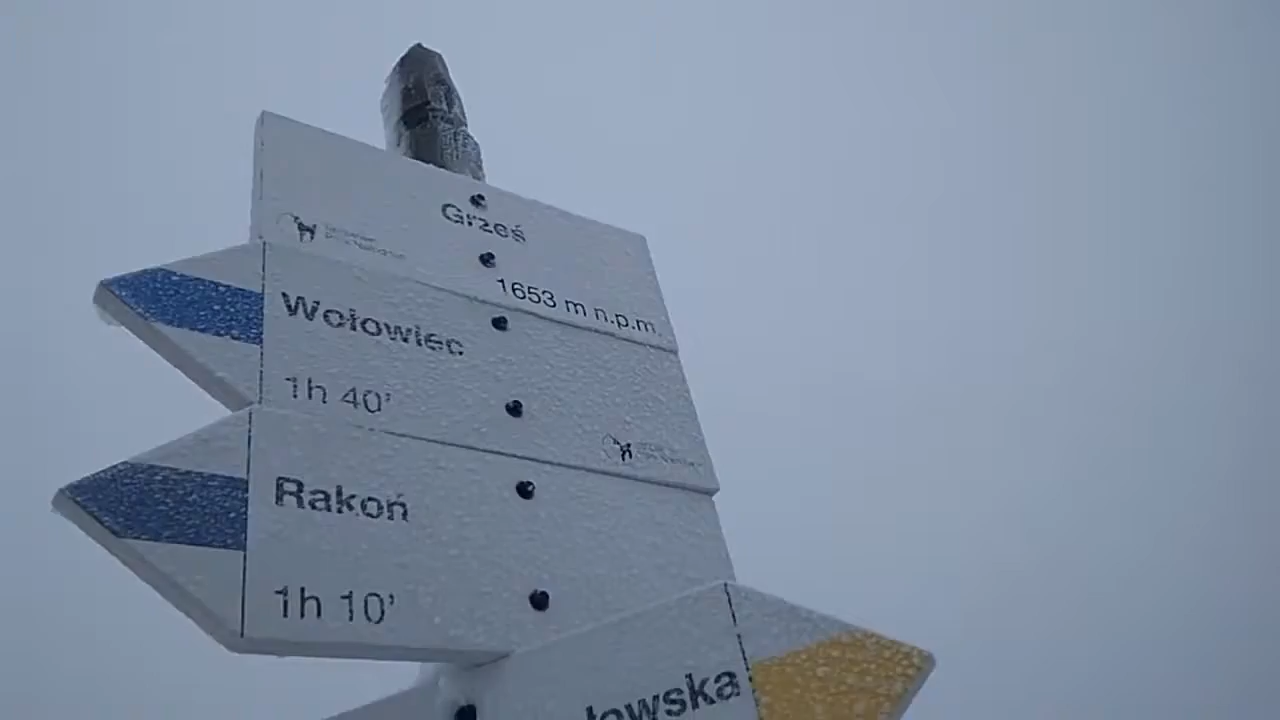 Grześ
1653 m n.p.m.
Wołowiec
1h 40'
Rakoń
1h 10'